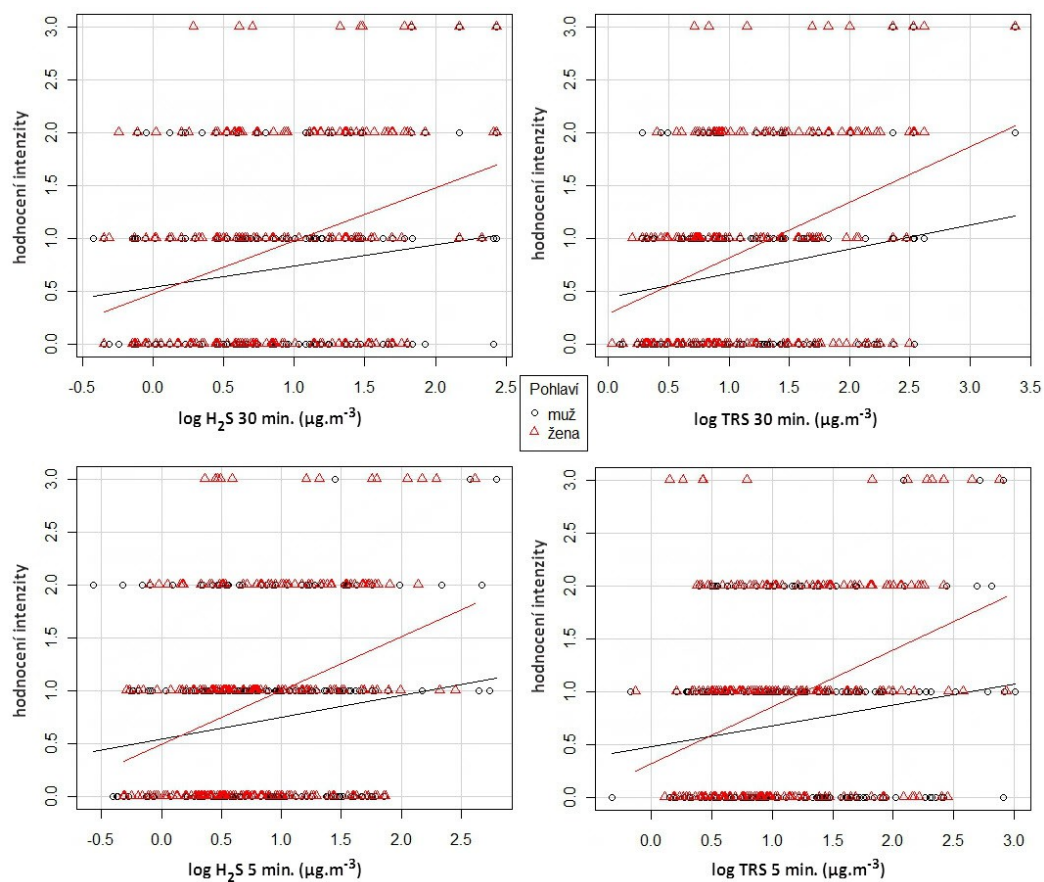 hodnocení intenzity
3.0
2.5
2.0
1.5
1.0
0.5
0.0
-0.5 0.0 0.5 1.0 1.5 2.0 2.5
log H₂S 30 min. (µg.m⁻³)
hodnocení intenzity
3.0
2.5
2.0
1.5
1.0
0.5
0.0
0.0 0.5 1.0 1.5 2.0 2.5 3.0 3.5
log TRS 30 min. (µg.m⁻³)
Pohlaví
muž
žena
hodnocení intenzity
3.0
2.5
2.0
1.5
1.0
0.5
0.0
-0.5 0.0 0.5 1.0 1.5 2.0 2.5
log H₂S 5 min. (µg.m⁻³)
hodnocení intenzity
3.0
2.5
2.0
1.5
1.0
0.5
0.0
0.0 0.5 1.0 1.5 2.0 2.5 3.0
log TRS 5 min. (µg.m⁻³)